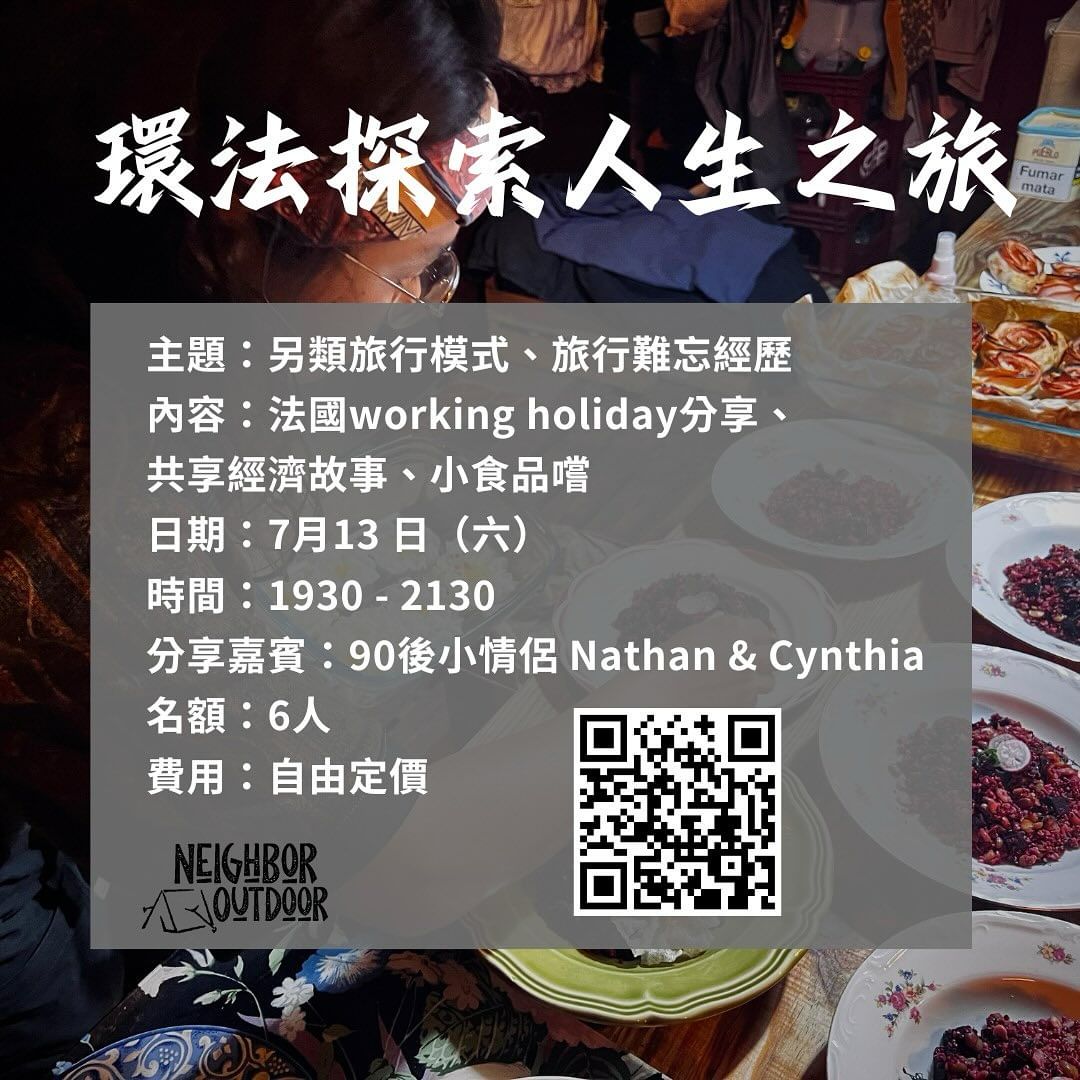 環法探索人生之旅
PUEBLO
Fumar
mata
主題：另類旅行模式、旅行難忘經歷
內容：法國working holiday分享、
共享經濟故事、小食品嚐
日期：7月13 日（六）
時間：1930 - 2130
分享嘉賓：90後小情侶 Nathan & Cynthia
名額：6人
費用：自由定價
NEIGHBOR
OUTDOOR